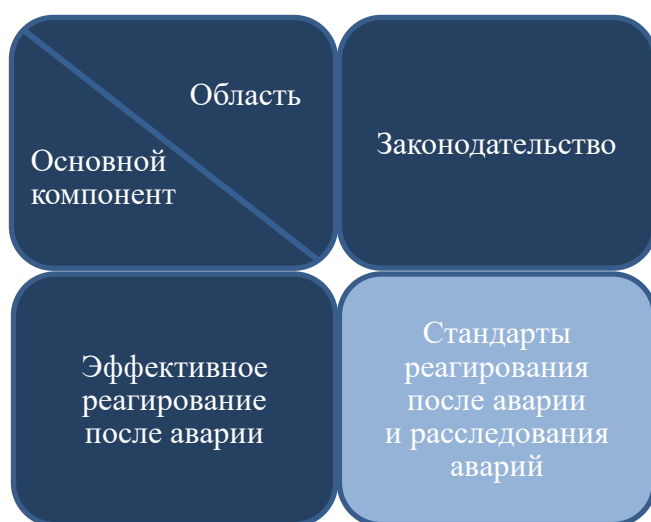 Область
Основной
компонент
Законодательство
Эффективное
реагирование
после аварии
Стандарты
реагирования
после аварии
и расследования
аварий